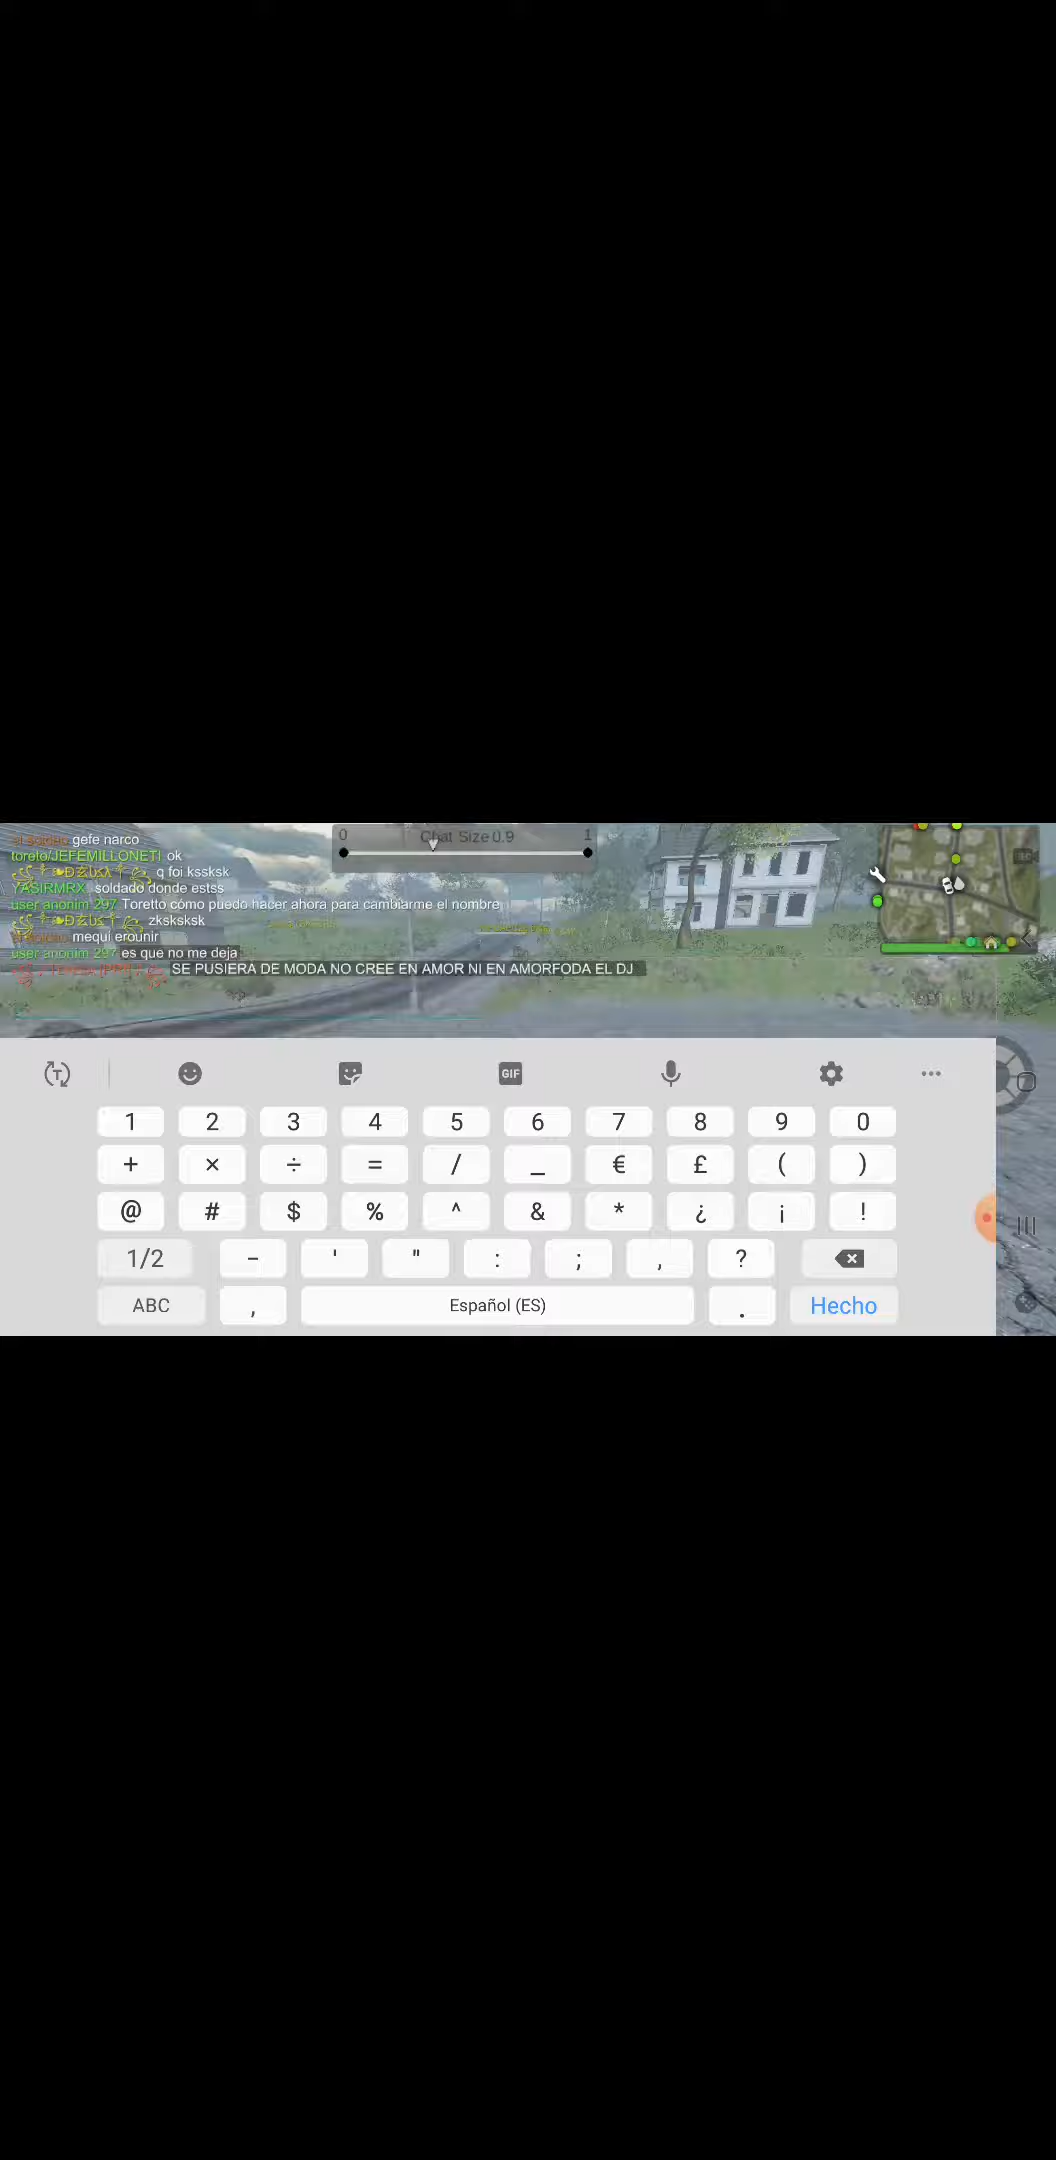 0 Chat Size 0.9 1
gefe narco
toreto/JEFEMILLONETI ok
q foi kssksk
YASIRMRX soldado donde estss
user anonim 297 Toretto cómo puedo hacer ahora para cambiarme el nombre
zksksksk
mequi erounir
user anonim 297 es que no me deja
SE PUSIERA DE MODA NO CREE EN AMOR NI EN AMORFODA EL DJ
T GIF
1 2 3 4 5 6 7 8 9 0
+ × ÷ = / _ € £ ( )
@ # $ % ^ & * ¿ ¡ !
1/2 - ' " : ; , ?
ABC , Español (ES) . Hecho